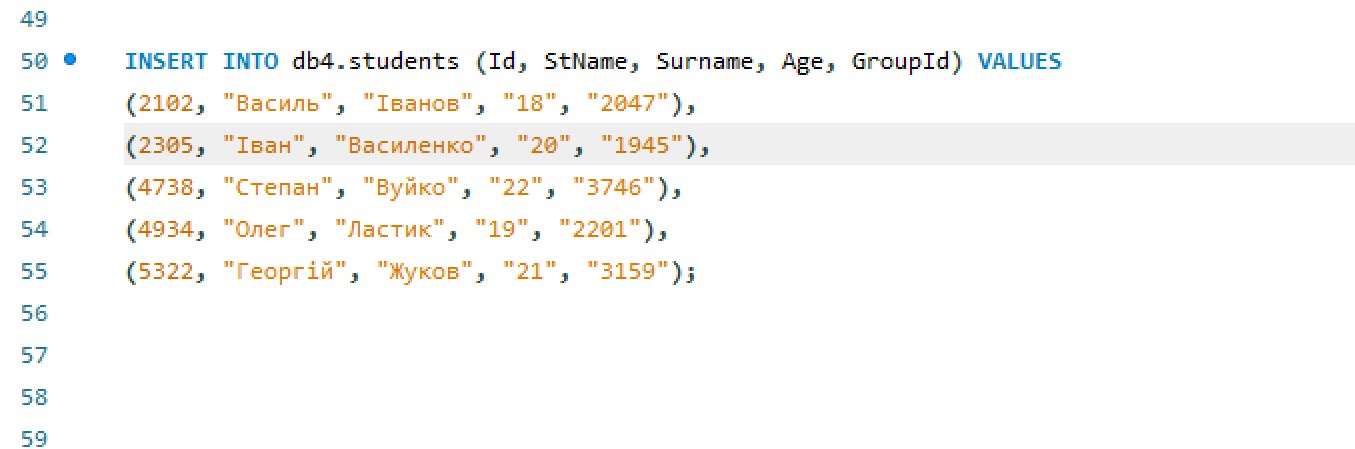 49
50 INSERT INTO db4.students (Id, StName, Surname, Age, GroupId) VALUES
51 (2102, "Василь", "Іванов", "18", "2047"),
52 (2305, "Іван", "Василенко", "20", "1945"),
53 (4738, "Степан", "Вуйко", "22", "3746"),
54 (4934, "Олег", "Ластик", "19", "2201"),
55 (5322, "Георгій", "Жуков", "21", "3159");
56
57
58
59